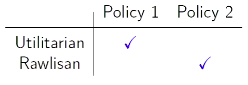 Policy 1 Policy 2
Utilitarian ✓
Rawlisan ✓